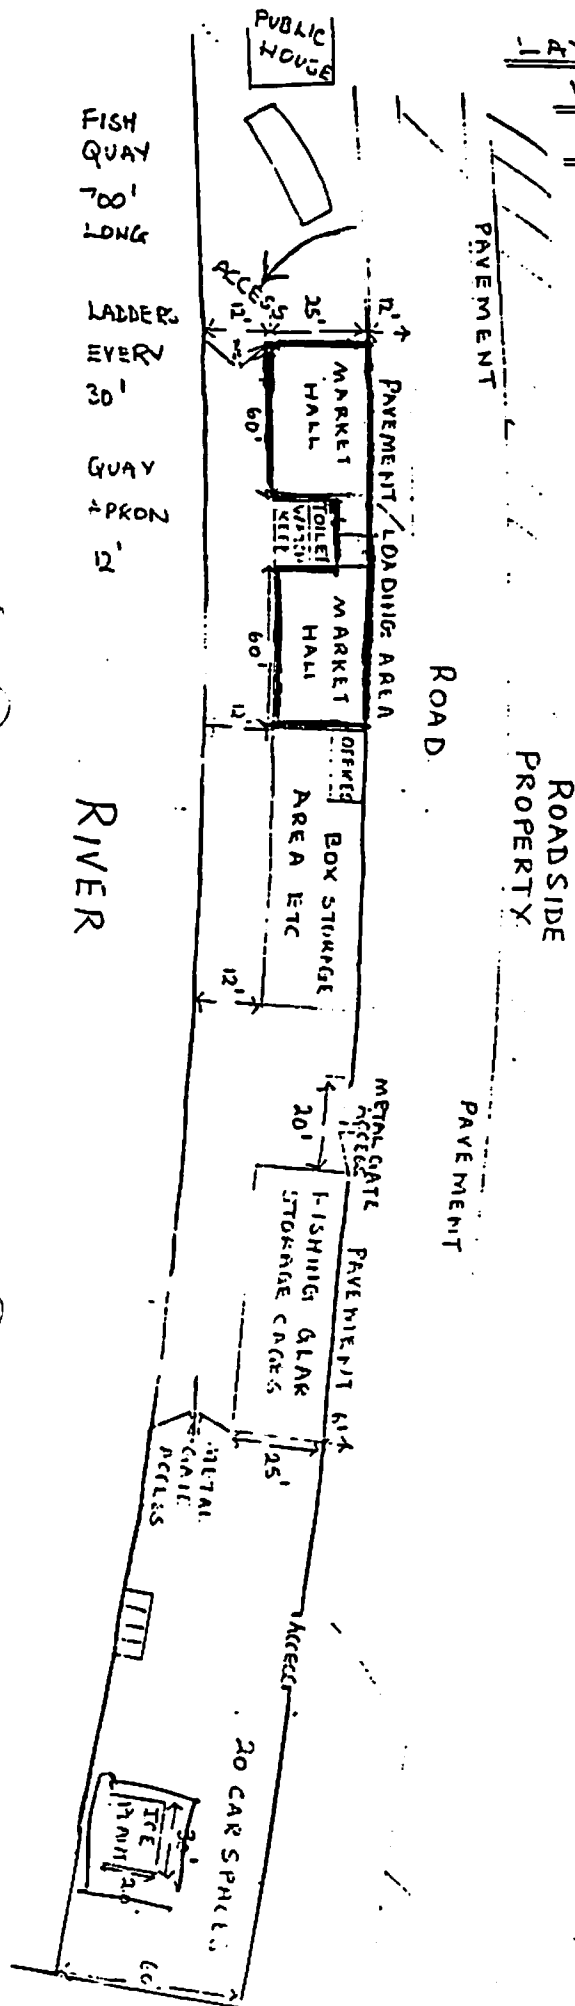 PUBLIC
HOUSE
FISH
QUAY
700'
LONG
LADDERS
EVERY
30'
QUAY
APRON
12'
ACCESS
12'
25'
12'
PAVEMENT
PAVEMENT / LOADING AREA
MARKET
HALL
60'
TOILET
MARKET
HALL
60'
12'
ROAD
ROADSIDE
PROPERTY
OFFICES
BOX STORAGE
AREA ETC
12'
RIVER
METAL GATE
ACCESS
20'
PAVEMENT
FISHING GEAR
STORAGE CAGES
PAVEMENT
25'
METAL
GATE
ACCESS
ACCESS
20 CAR SPACES
ICE
PLANT
20'
60'